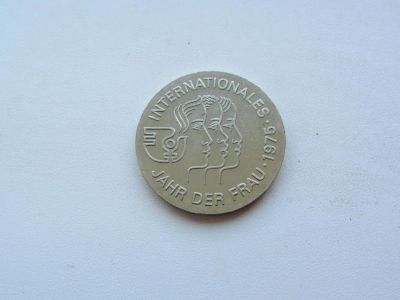 INTERNATIONALES · 1975 ·
JAHR DER FRAU